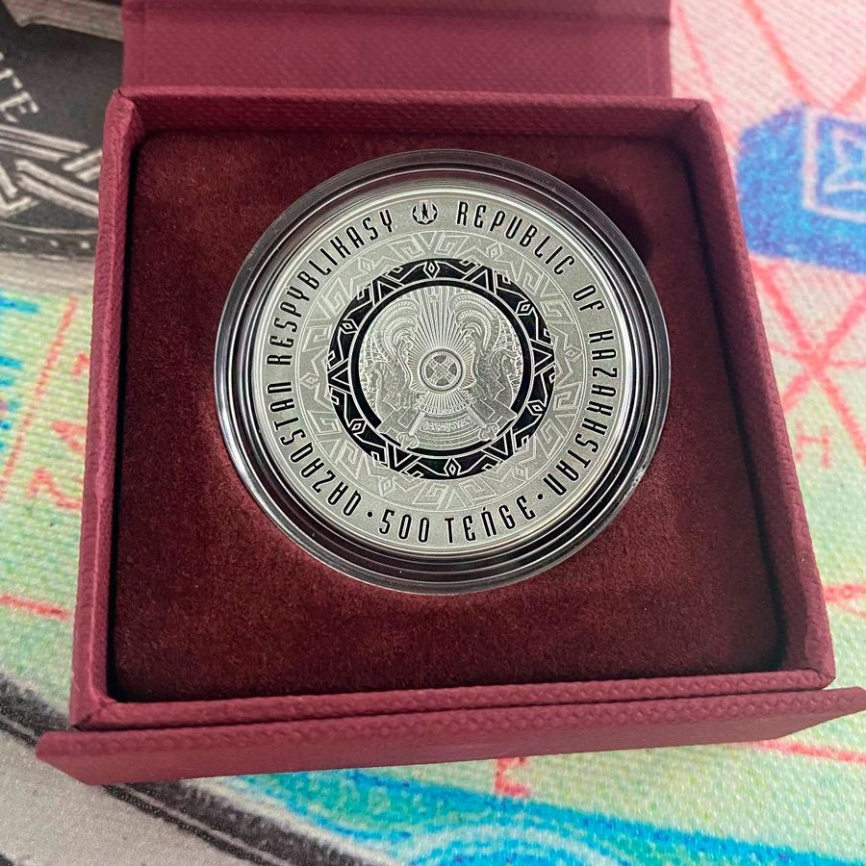 QAZAQSTAN RESPÝBLIKASY
REPUBLIC OF KAZAKHSTAN
· 500 TEŃGE ·